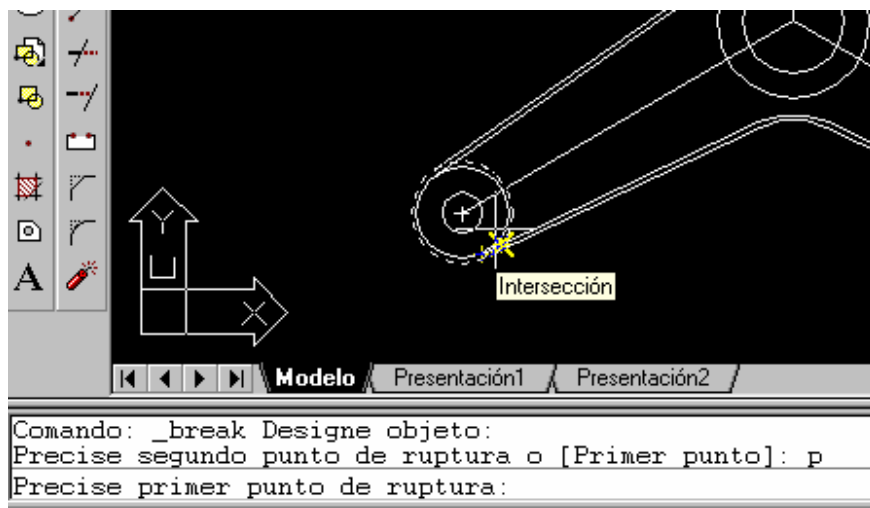 A
Y
X
Intersección
Modelo
Presentación1
Presentación2
Comando: _break Designe objeto:
Precise segundo punto de ruptura o [Primer punto]: p
Precise primer punto de ruptura: